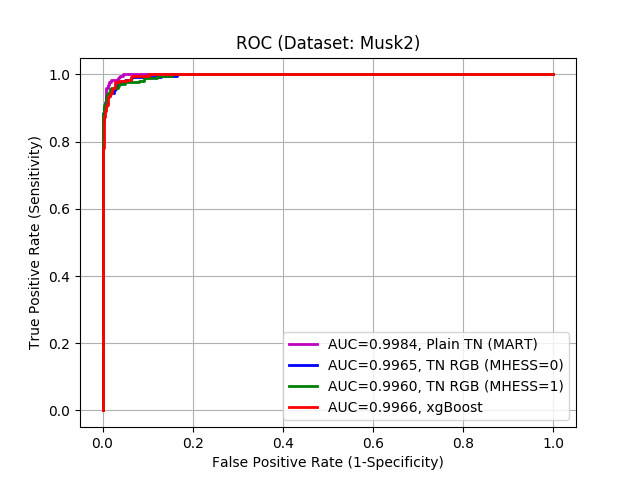 ROC (Dataset: Musk2)
True Positive Rate (Sensitivity)
1.0
0.8
0.6
0.4
0.2
0.0
AUC=0.9984, Plain TN (MART)
AUC=0.9965, TN RGB (MHESS=0)
AUC=0.9960, TN RGB (MHESS=1)
AUC=0.9966, xgBoost
0.0 0.2 0.4 0.6 0.8 1.0
False Positive Rate (1-Specificity)